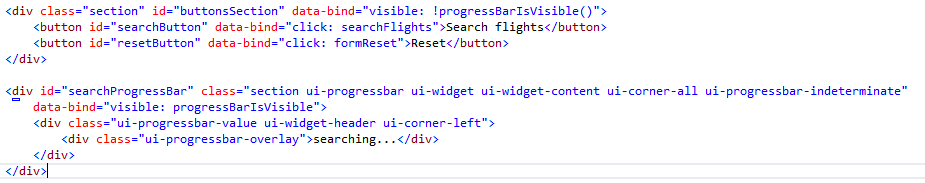 <div class="section" id="buttonsSection" data-bind="visible: !progressBarIsVisible()">
    <button id="searchButton" data-bind="click: searchFlights">Search flights</button>
    <button id="resetButton" data-bind="click: formReset">Reset</button>
</div>

<div id="searchProgressBar" class="section ui-progressbar ui-widget ui-widget-content ui-corner-all ui-progressbar-indeterminate"
    data-bind="visible: progressBarIsVisible">
    <div class="ui-progressbar-value ui-widget-header ui-corner-left">
        <div class="ui-progressbar-overlay">searching...</div>
    </div>
</div>